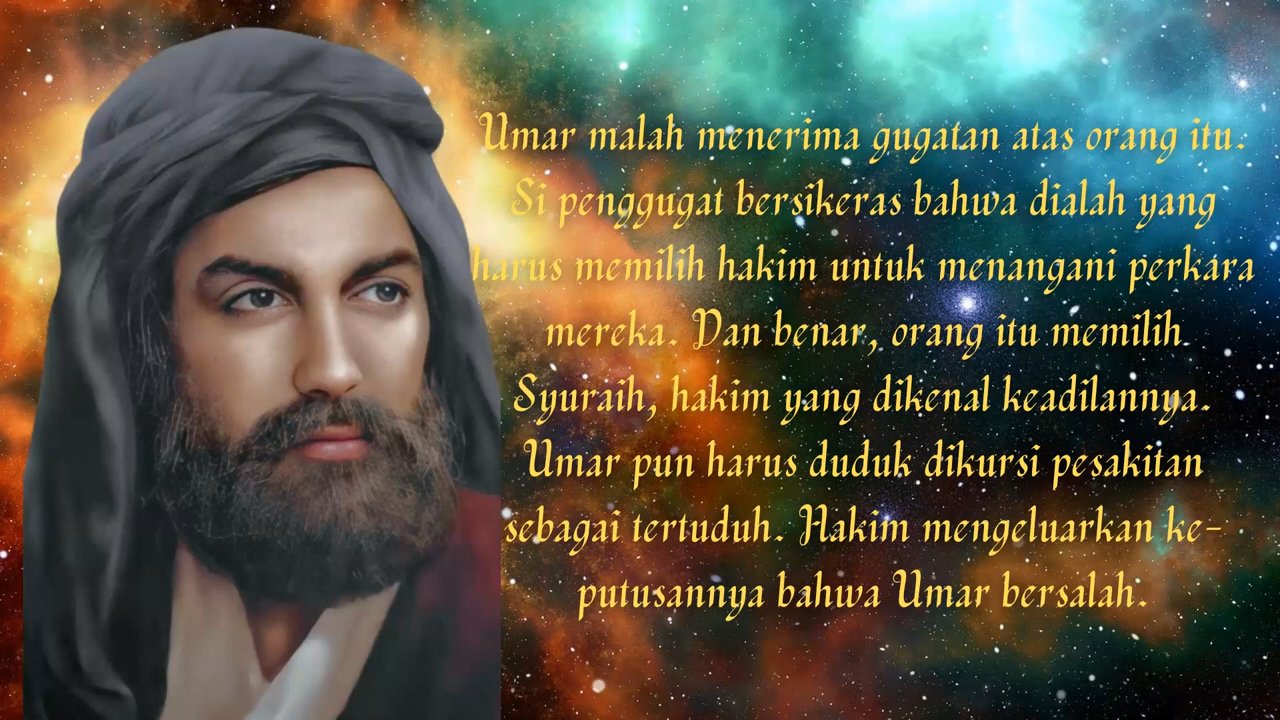 Umar malah menerima gugatan atas orang itu.
Si penggugat bersikeras bahwa dialah yang
harus memilih hakim untuk menangani perkara
mereka. Dan benar, orang itu memilih
Syuraih, hakim yang dikenal keadilannya.
Umar pun harus duduk dikursi pesakitan
sebagai tertuduh. Hakim mengeluarkan ke-
putusannya bahwa Umar bersalah.